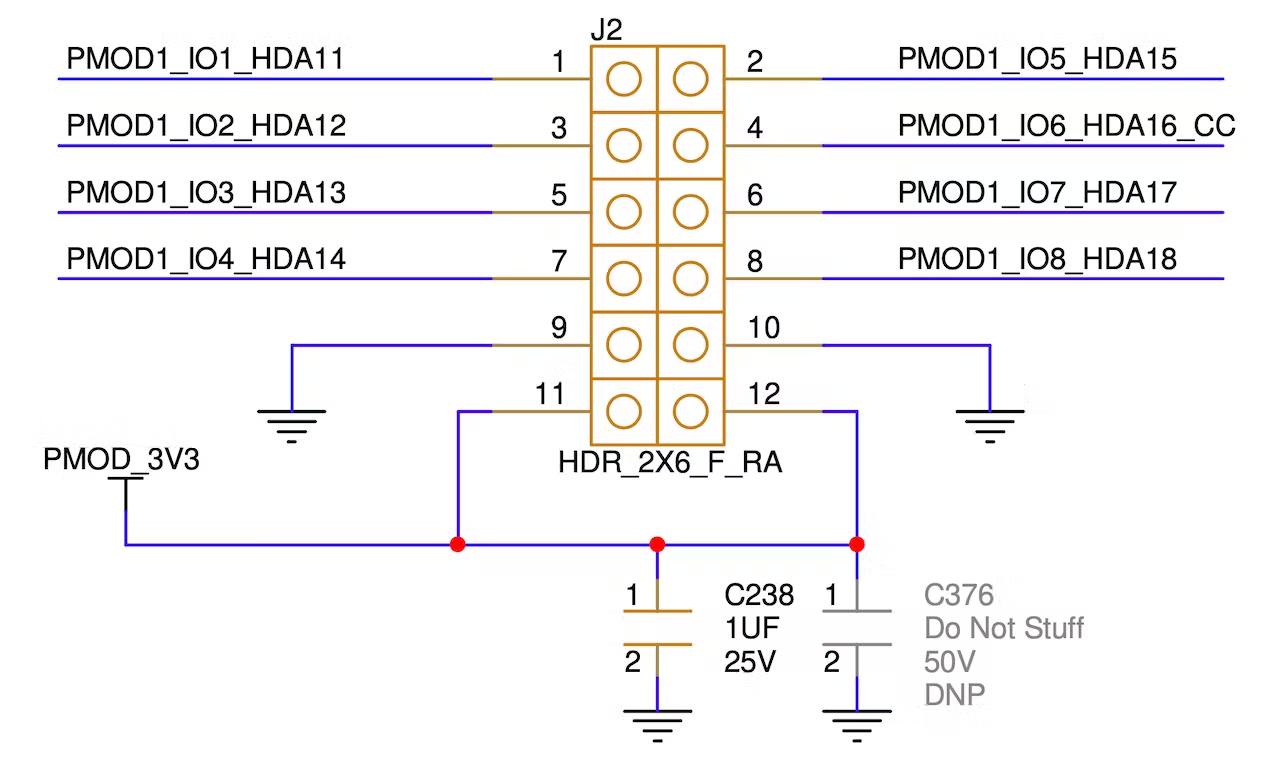 J2
PMOD1_IO1_HDA11 1 2 PMOD1_IO5_HDA15
PMOD1_IO2_HDA12 3 4 PMOD1_IO6_HDA16_CC
PMOD1_IO3_HDA13 5 6 PMOD1_IO7_HDA17
PMOD1_IO4_HDA14 7 8 PMOD1_IO8_HDA18
9 10
11 12
PMOD_3V3 HDR_2X6_F_RA
1 C238 1 C376
1UF Do Not Stuff
2 25V 2 50V
DNP